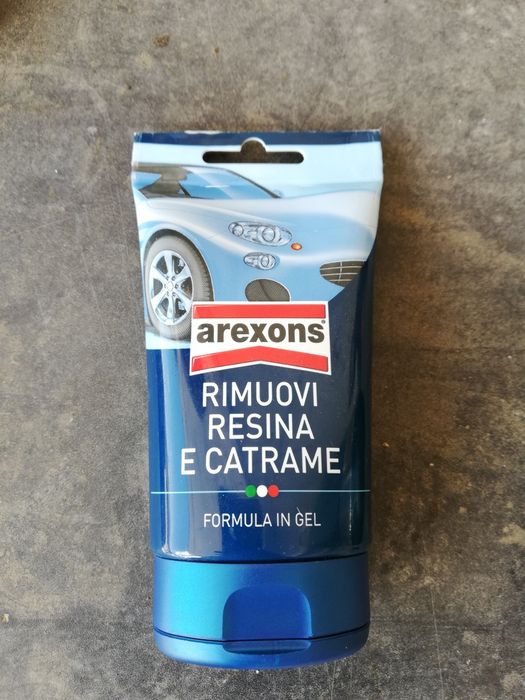 arexons
RIMUOVI
RESINA
E CATRAME
FORMULA IN GEL